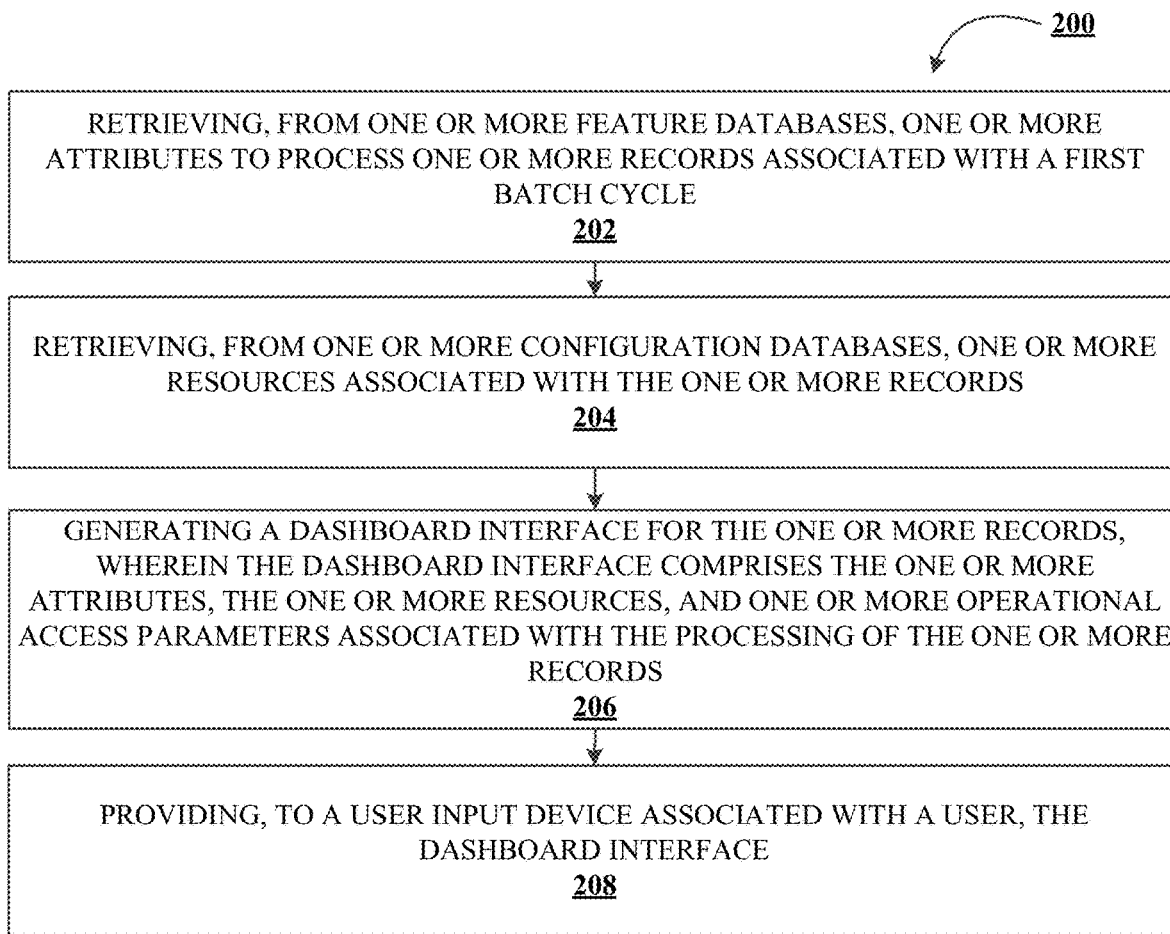 200
RETRIEVING, FROM ONE OR MORE FEATURE DATABASES, ONE OR MORE
ATTRIBUTES TO PROCESS ONE OR MORE RECORDS ASSOCIATED WITH A FIRST
BATCH CYCLE
202
RETRIEVING, FROM ONE OR MORE CONFIGURATION DATABASES, ONE OR MORE
RESOURCES ASSOCIATED WITH THE ONE OR MORE RECORDS
204
GENERATING A DASHBOARD INTERFACE FOR THE ONE OR MORE RECORDS,
WHEREIN THE DASHBOARD INTERFACE COMPRISES THE ONE OR MORE
ATTRIBUTES, THE ONE OR MORE RESOURCES, AND ONE OR MORE OPERATIONAL
ACCESS PARAMETERS ASSOCIATED WITH THE PROCESSING OF THE ONE OR MORE
RECORDS
206
PROVIDING, TO A USER INPUT DEVICE ASSOCIATED WITH A USER, THE
DASHBOARD INTERFACE
208